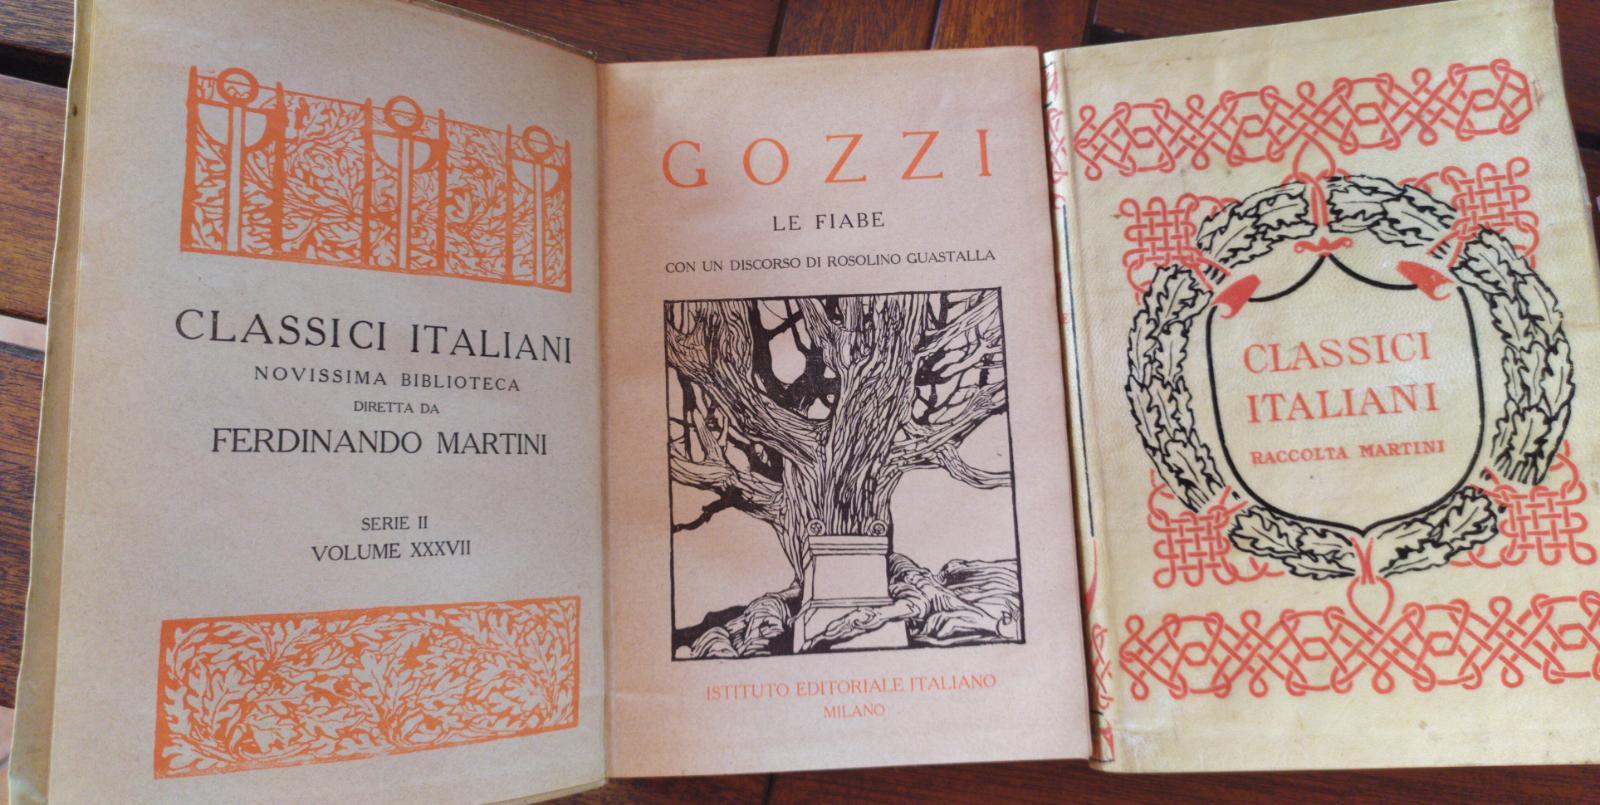 CLASSICI ITALIANI
NOVISSIMA BIBLIOTECA
DIRETTA DA
FERDINANDO MARTINI
SERIE II
VOLUME XXXVII
GOZZI
LE FIABE
CON UN DISCORSO DI ROSOLINO GUASTALLA
ISTITUTO EDITORIALE ITALIANO
MILANO
CLASSICI
ITALIANI
RACCOLTA MARTINI